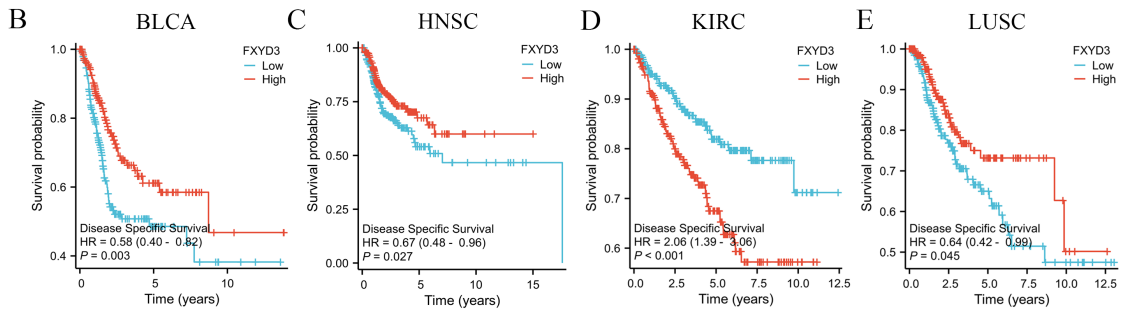 B
BLCA
FXYD3
Low
High
Survival probability
1.0
0.8
0.6
0.4
Disease Specific Survival
HR = 0.58 (0.40 - 0.82)
P = 0.003
0
5
10
Time (years)
C
HNSC
FXYD3
Low
High
Survival probability
1.00
0.75
0.50
0.25
0.00
Disease Specific Survival
HR = 0.67 (0.48 - 0.96)
P = 0.027
0
5
10
15
Time (years)
D
KIRC
FXYD3
Low
High
Survival probability
1.0
0.9
0.8
0.7
0.6
Disease Specific Survival
HR = 2.06 (1.39 - 3.06)
P < 0.001
0.0
2.5
5.0
7.5
10.0
12.5
Time (years)
E
LUSC
FXYD3
Low
High
Survival probability
1.0
0.9
0.8
0.7
0.6
0.5
Disease Specific Survival
HR = 0.64 (0.42 - 0.99)
P = 0.045
0.0
2.5
5.0
7.5
10.0
12.5
Time (years)